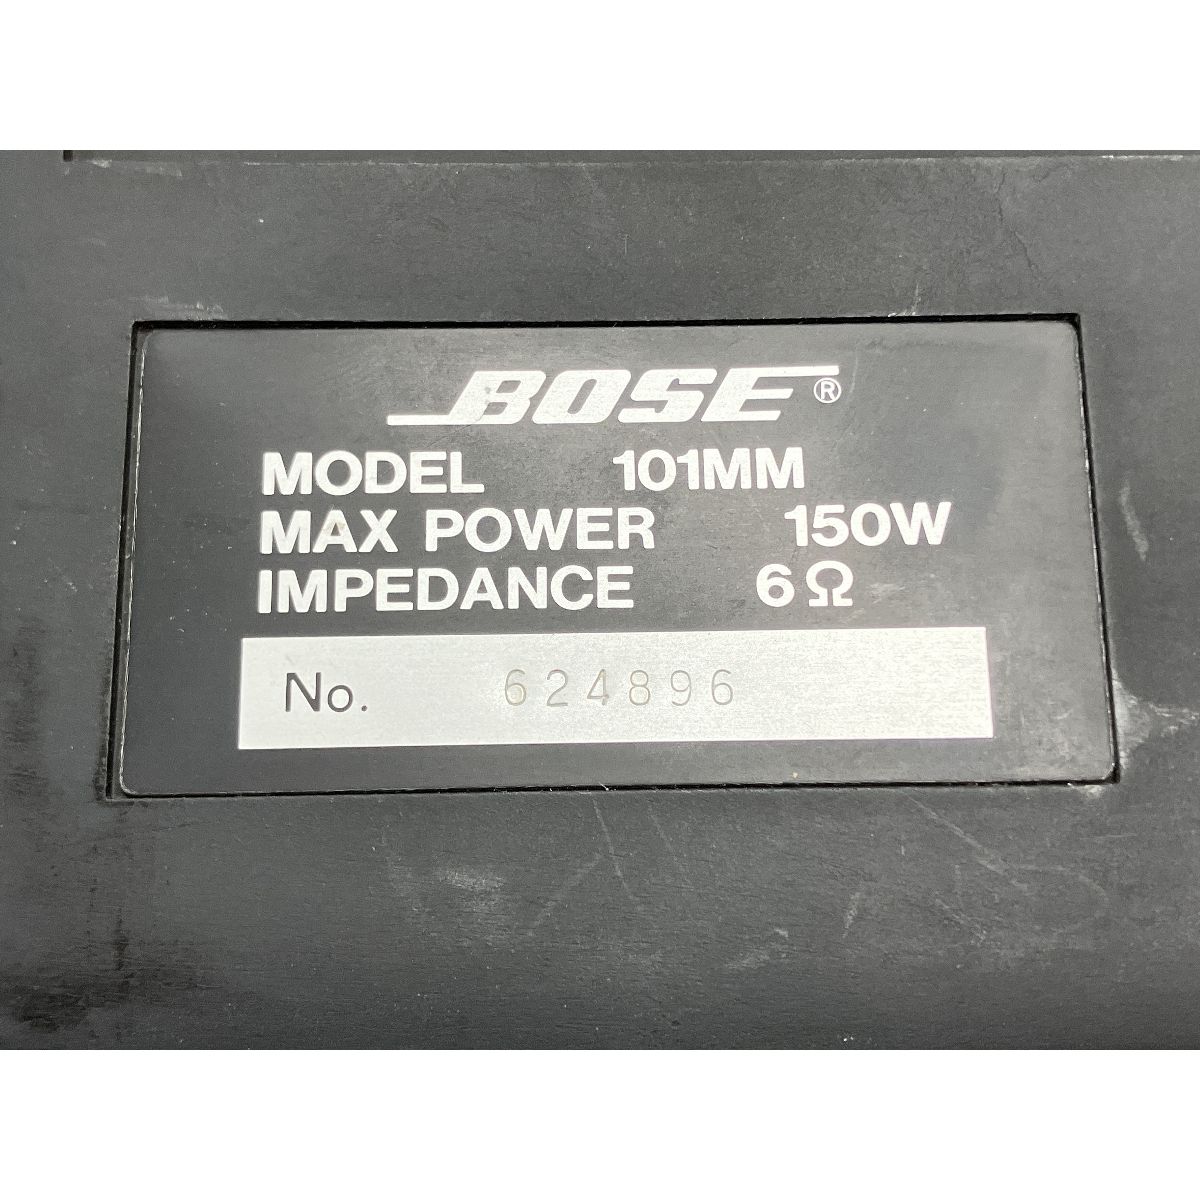 BOSE®
MODEL 101MM
MAX POWER 150W
IMPEDANCE 6Ω
No. 624896